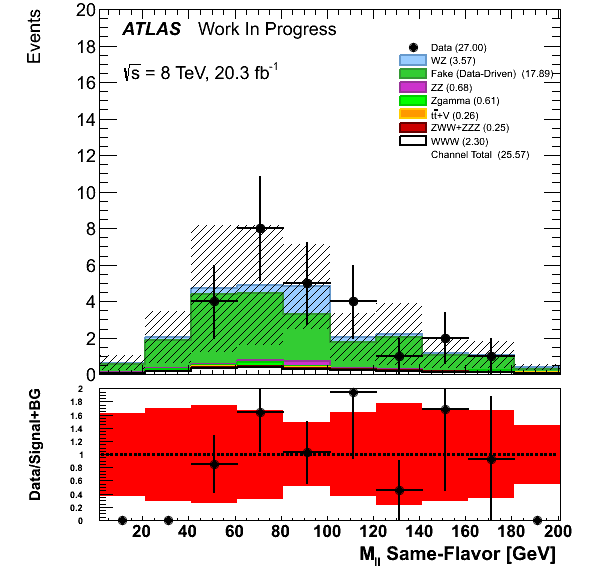 Events
20
18
16
14
12
10
8
6
4
2
0
ATLAS Work In Progress
√s = 8 TeV, 20.3 fb-1
Data (27.00)
WZ (3.57)
Fake (Data-Driven) (17.89)
ZZ (0.68)
Zgamma (0.61)
tt̄+V (0.26)
ZWW+ZZZ (0.25)
WWW (2.30)
Channel Total (25.57)
Data/Signal+BG
2
1.8
1.6
1.4
1.2
1
0.8
0.6
0.4
0.2
0
20 40 60 80 100 120 140 160 180 200
Mll Same-Flavor [GeV]